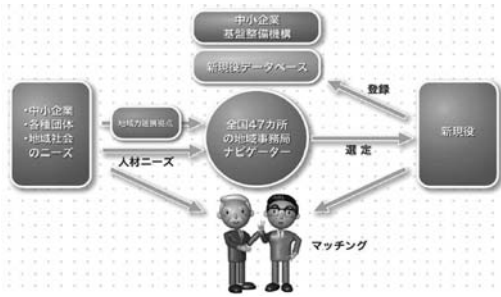 中小企業
基盤整備機構
新現役データベース
登録
・中小企業
・各種団体
・地域社会
のニーズ
地域力連携拠点
全国47カ所
の地域事務局
ナビゲーター
新現役
人材ニーズ
選定
マッチング